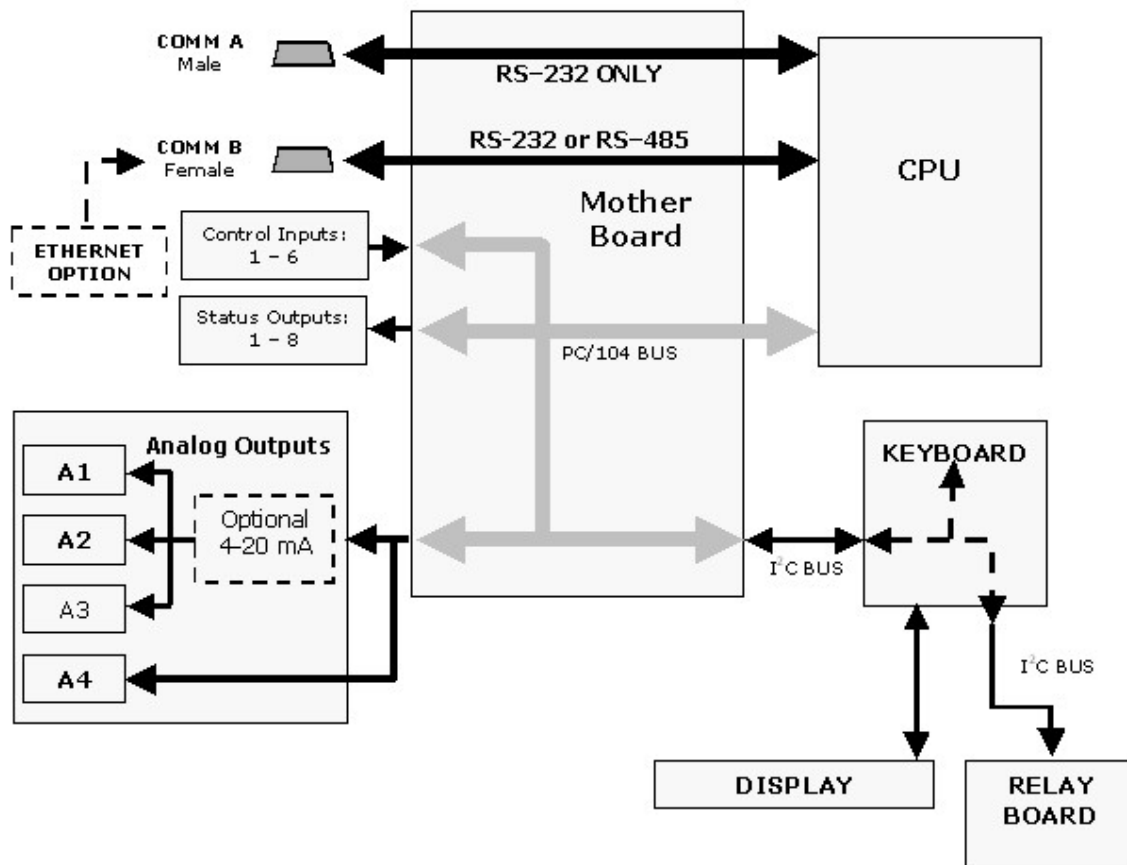 COMM A
Male
RS-232 ONLY
COMM B
Female
RS-232 or RS-485
CPU
Mother
Board
ETHERNET
OPTION
Control Inputs:
1 - 6
Status Outputs:
1 - 8
PC/104 BUS
Analog Outputs
A1
A2
A3
A4
Optional
4-20 mA
I²C BUS
KEYBOARD
I²C BUS
DISPLAY
RELAY
BOARD